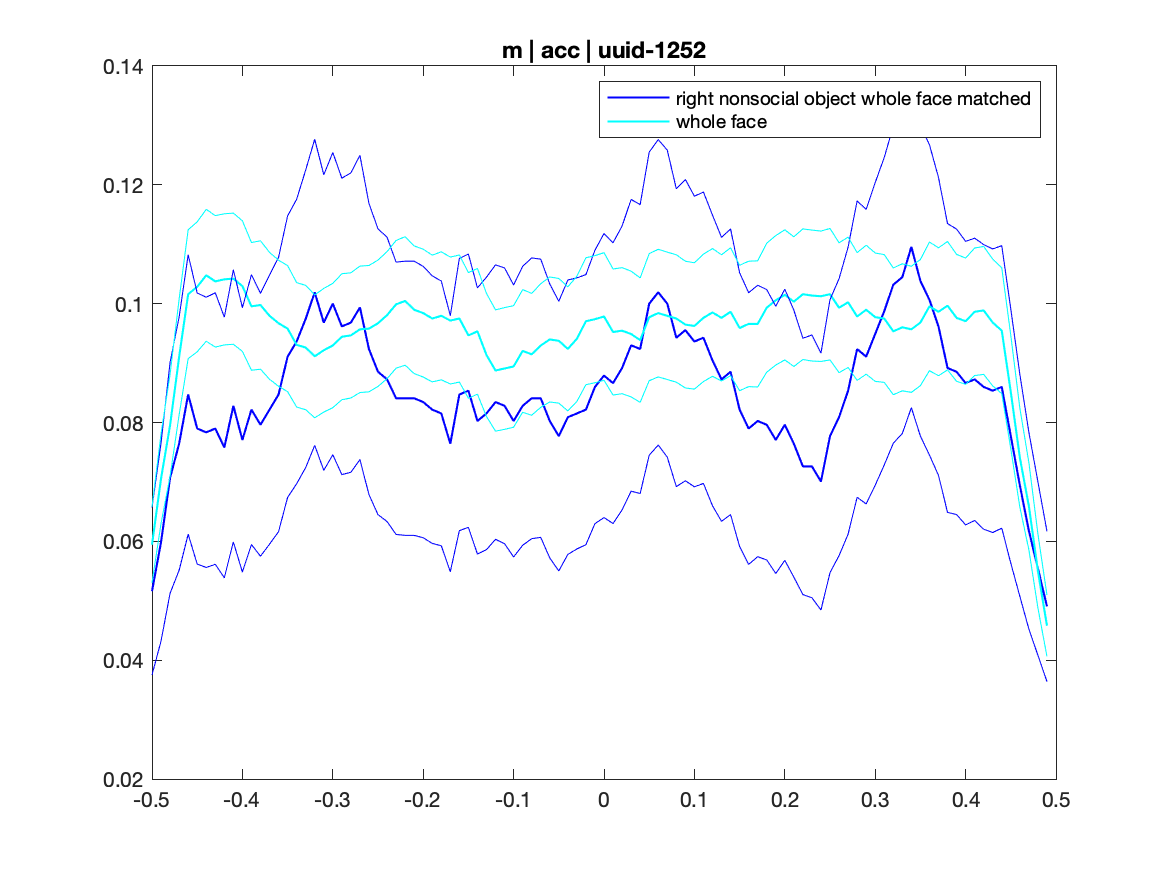 m | acc | uuid-1252
0.14
right nonsocial object whole face matched
whole face
0.12
0.1
0.08
0.06
0.04
0.02
-0.5 -0.4 -0.3 -0.2 -0.1 0 0.1 0.2 0.3 0.4 0.5